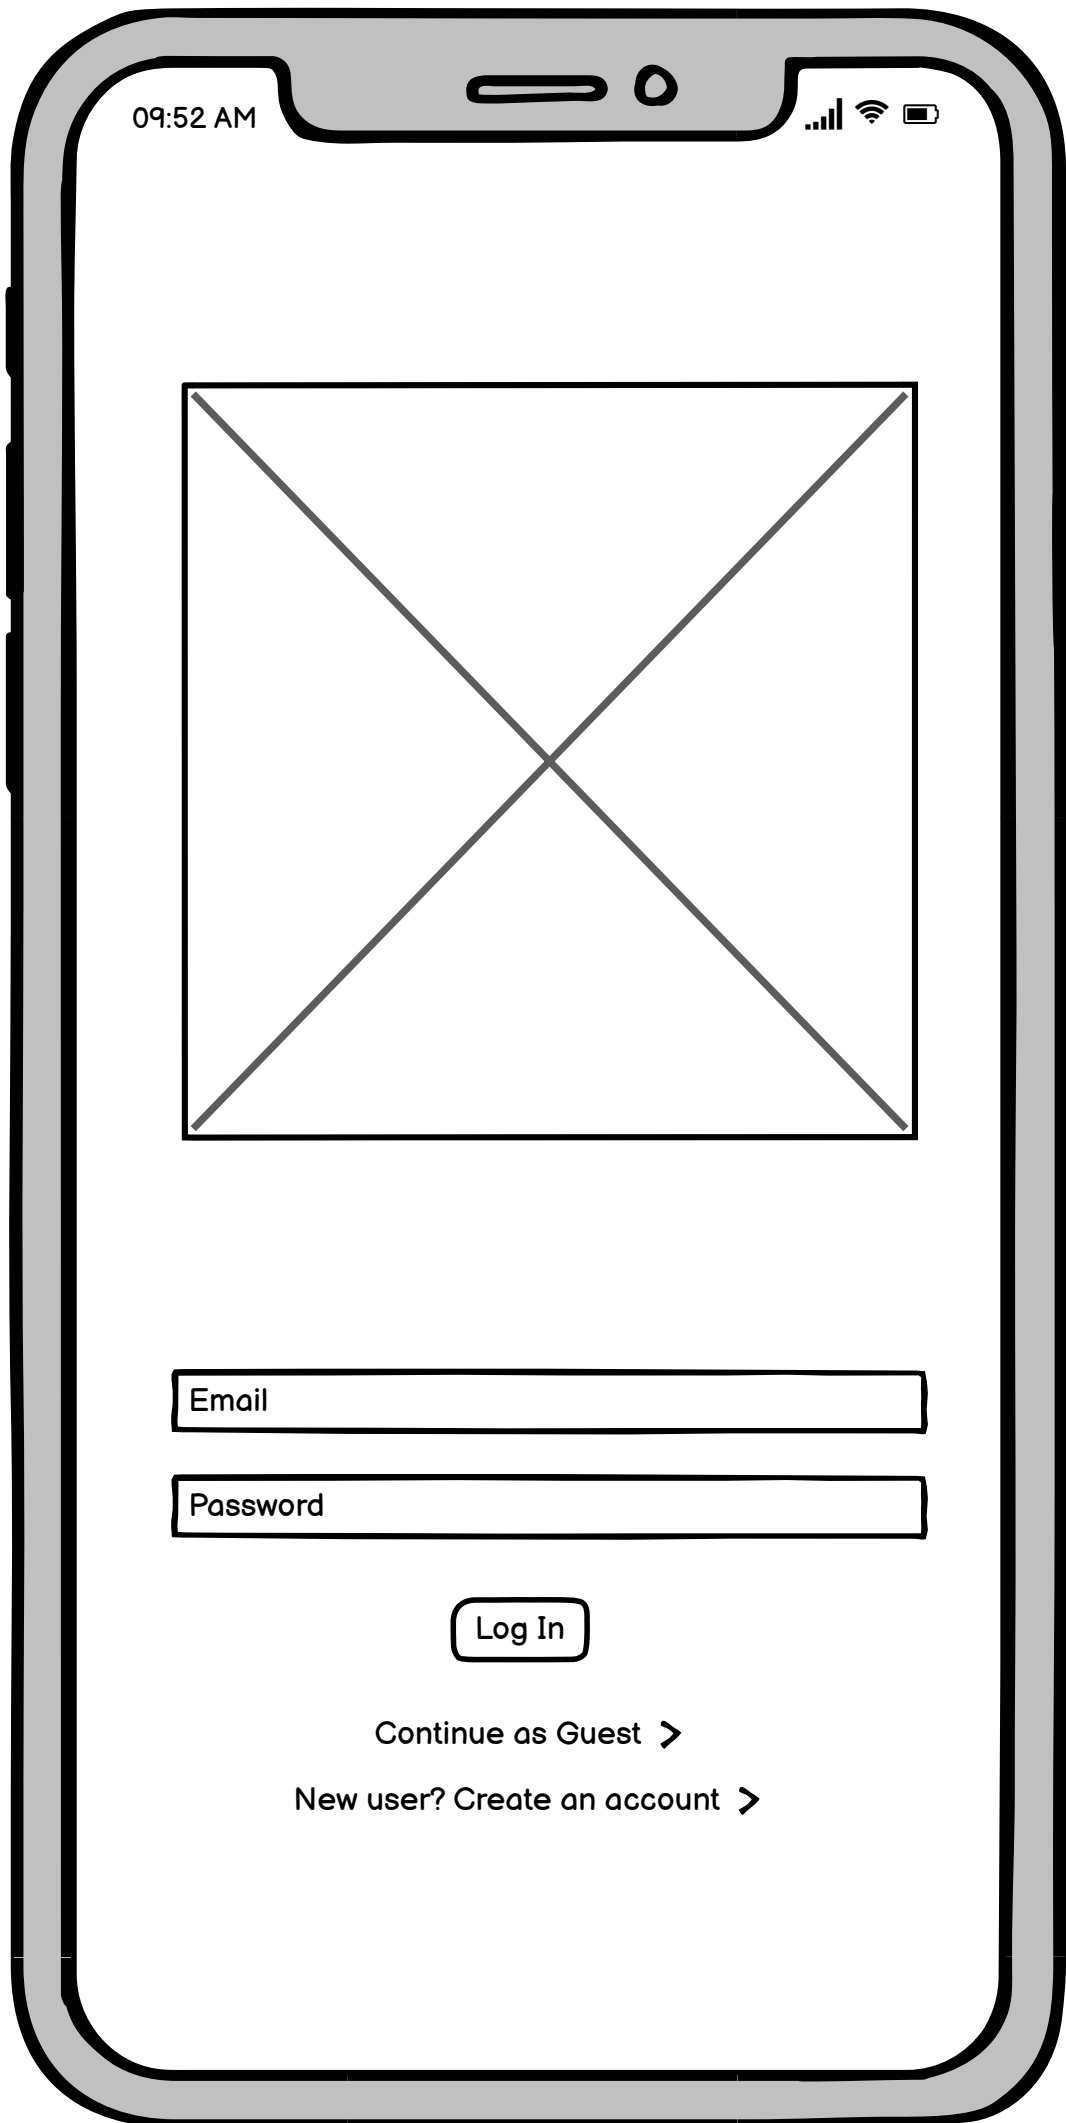 09:52 AM
Email
Password
Log In
Continue as Guest
New user? Create an account